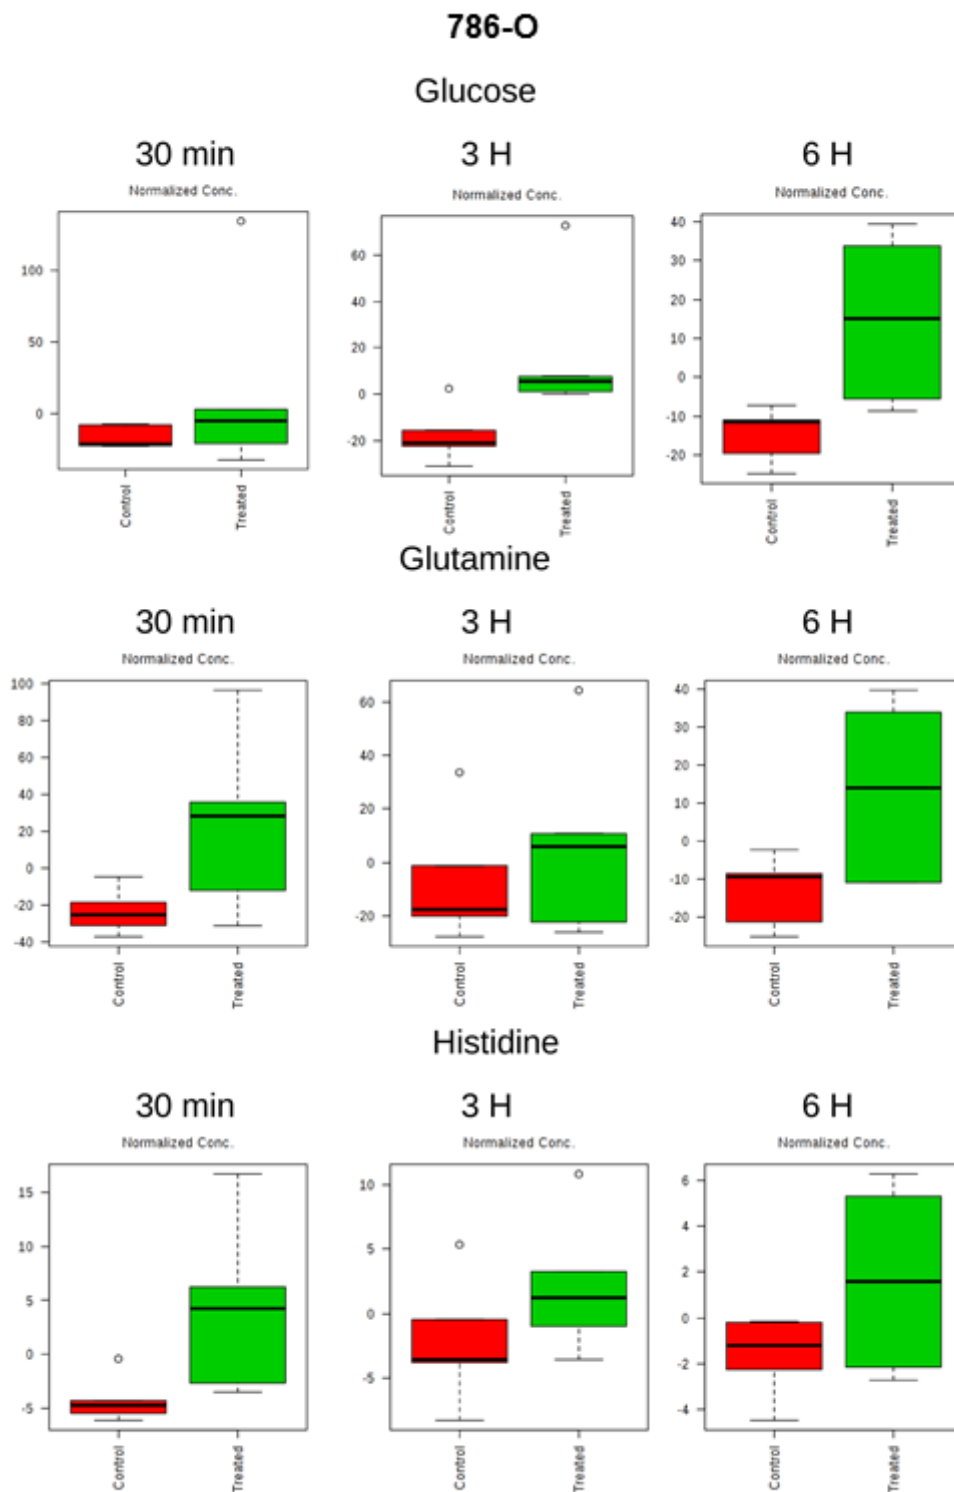 786-O
Glucose
30 min 3 H 6 H
Normalized Conc. Normalized Conc. Normalized Conc.
100
50
0
Control Treated
60
40
20
0
-20
Control Treated
40
30
20
10
0
-10
-20
Control Treated
Glutamine
30 min 3 H 6 H
Normalized Conc. Normalized Conc. Normalized Conc.
100
80
60
40
20
0
-20
-40
Control Treated
60
40
20
0
-20
Control Treated
40
30
20
10
0
-10
-20
Control Treated
Histidine
30 min 3 H 6 H
Normalized Conc. Normalized Conc. Normalized Conc.
15
10
5
0
-5
Control Treated
10
5
0
-5
Control Treated
6
4
2
0
-2
-4
Control Treated